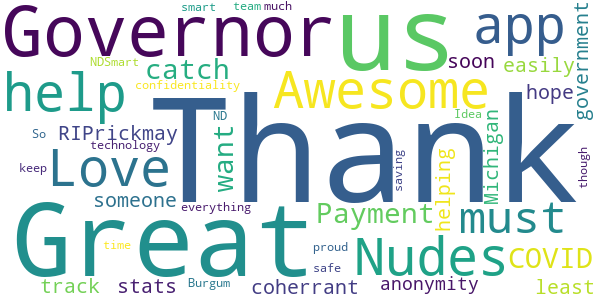 smart team much
Governor us app
NDSmart catch soon easily government
help confidentiality Awesome hope
Thank
So RIPrickmay ND want Idea Michigan
technology
keep Love saving helping though
someone everything
Great Payment must
time proud Nudes COVID
safe
track stats Burgum coherrant anonymity least